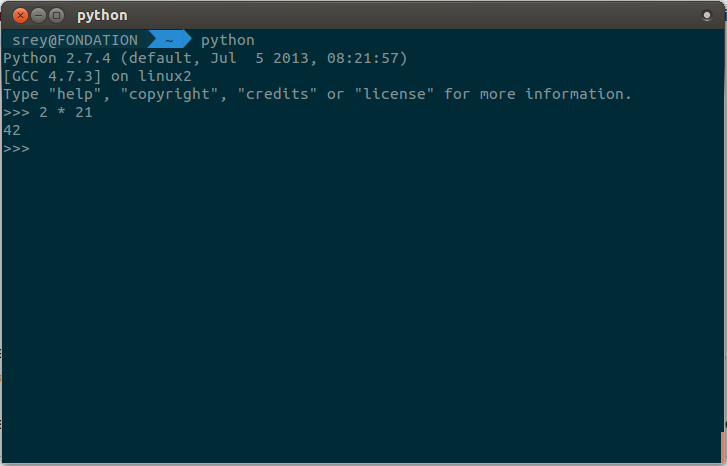 python
srey@FONDATION ~ python
Python 2.7.4 (default, Jul  5 2013, 08:21:57)
[GCC 4.7.3] on linux2
Type "help", "copyright", "credits" or "license" for more information.
>>> 2 * 21
42
>>>